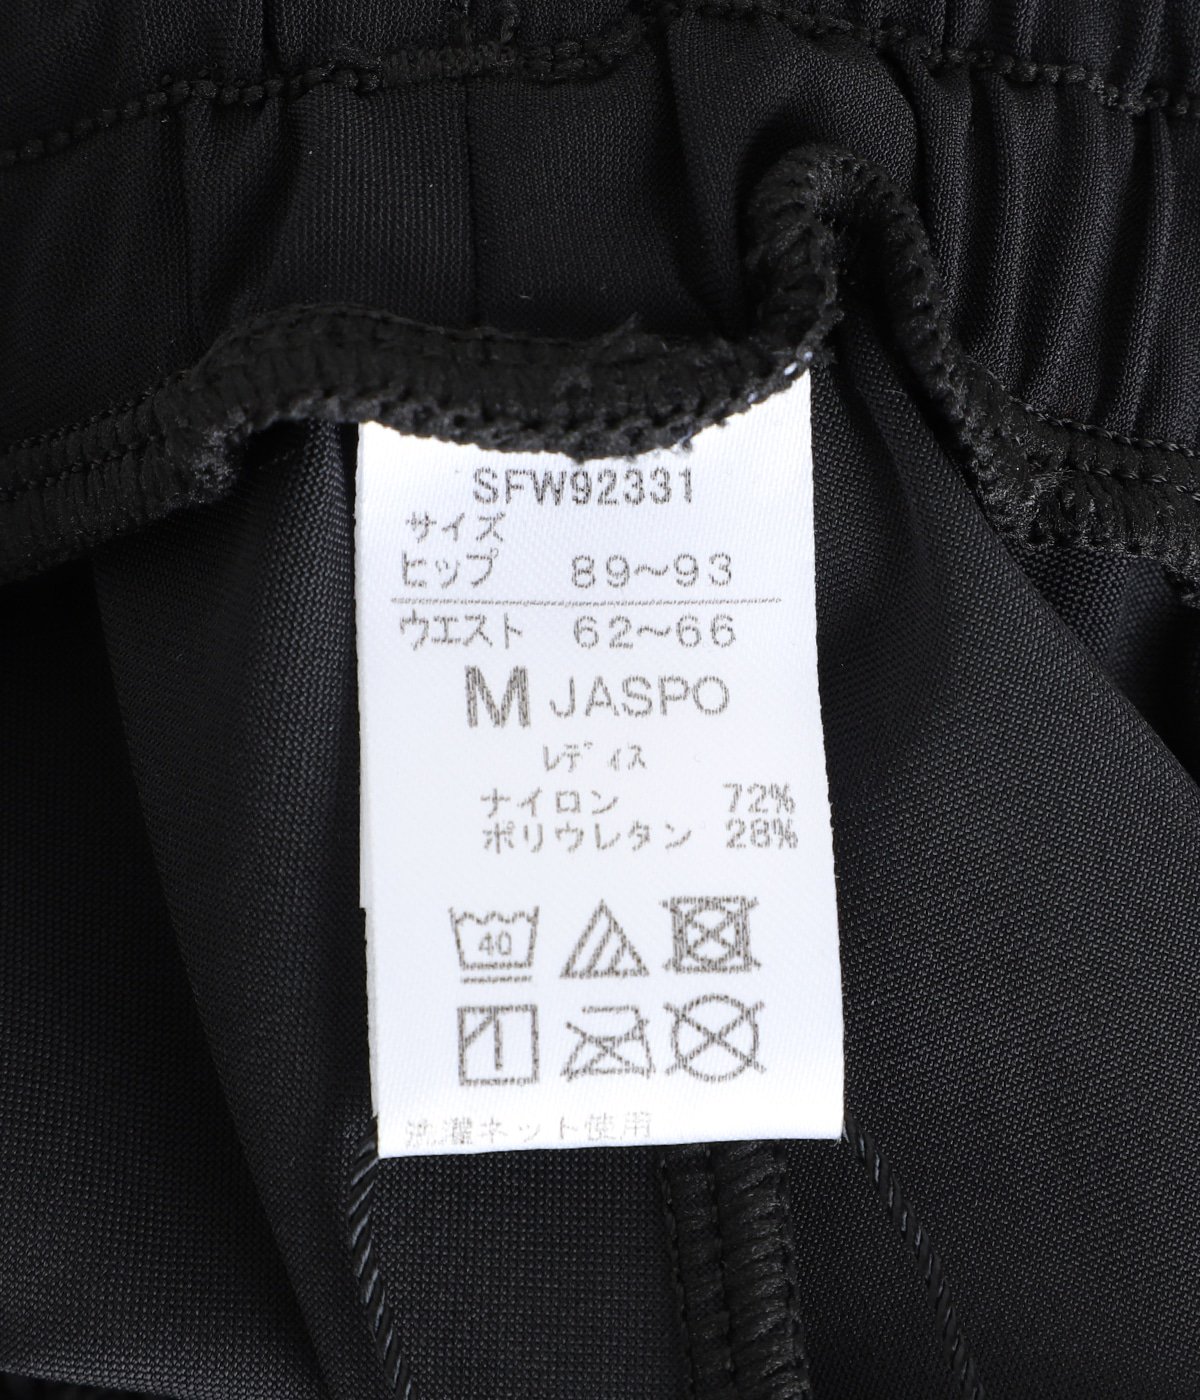 SFW92331
サイズ
ヒップ 89〜93
ウエスト 62〜66
M JASPO
レディス
ナイロン 72%
ポリウレタン 28%
40
洗濯ネット使用